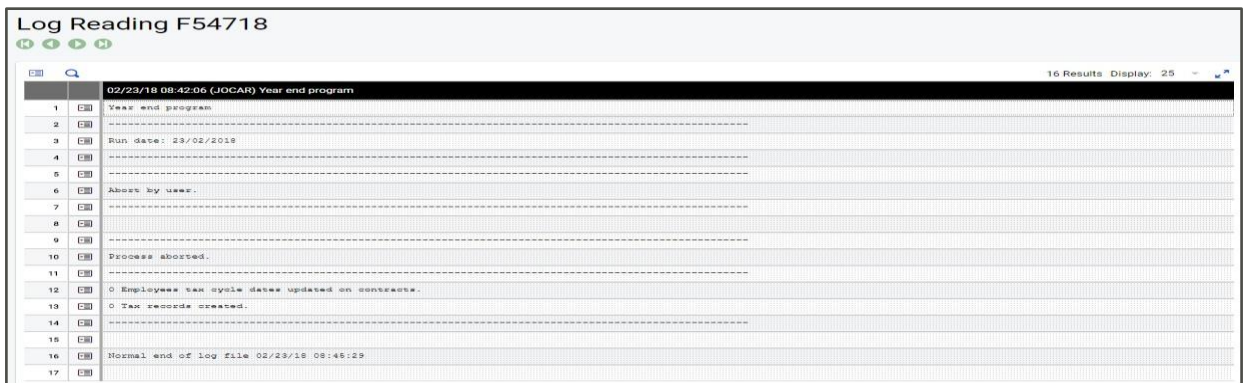 Log Reading F54718
16 Results Display: 25
02/23/18 08:42:06 (JOCAR) Year end program
1 Year end program
2 ----------------------------------------------------------------------------------------------------
3 Run date: 23/02/2018
4 ----------------------------------------------------------------------------------------------------
5 ----------------------------------------------------------------------------------------------------
6 Abort by user.
7 ----------------------------------------------------------------------------------------------------
8
9 ----------------------------------------------------------------------------------------------------
10 Process aborted.
11 ----------------------------------------------------------------------------------------------------
12 0 Employees tax cycle dates updated on contracts.
13 0 Tax records created.
14 ----------------------------------------------------------------------------------------------------
15
16 Normal end of log file 02/23/18 08:45:29
17